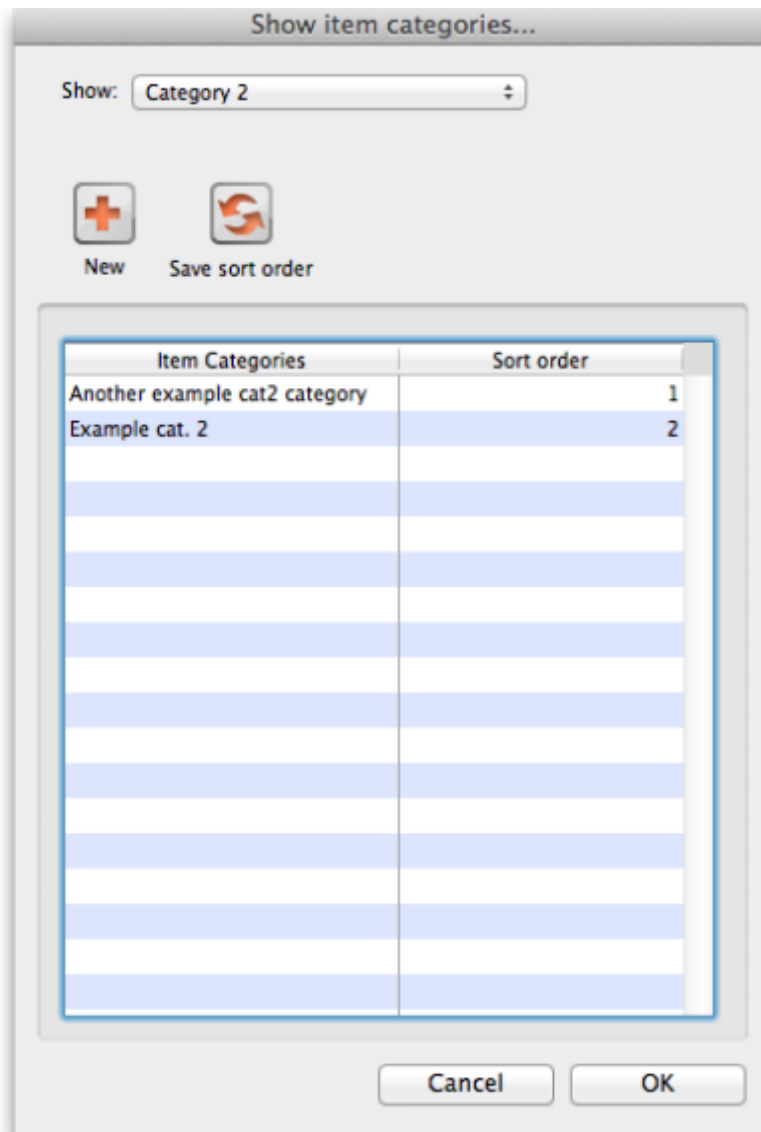 Show item categories...
Show: Category 2
New Save sort order
Item Categories Sort order
Another example cat2 category 1
Example cat. 2 2
Cancel OK